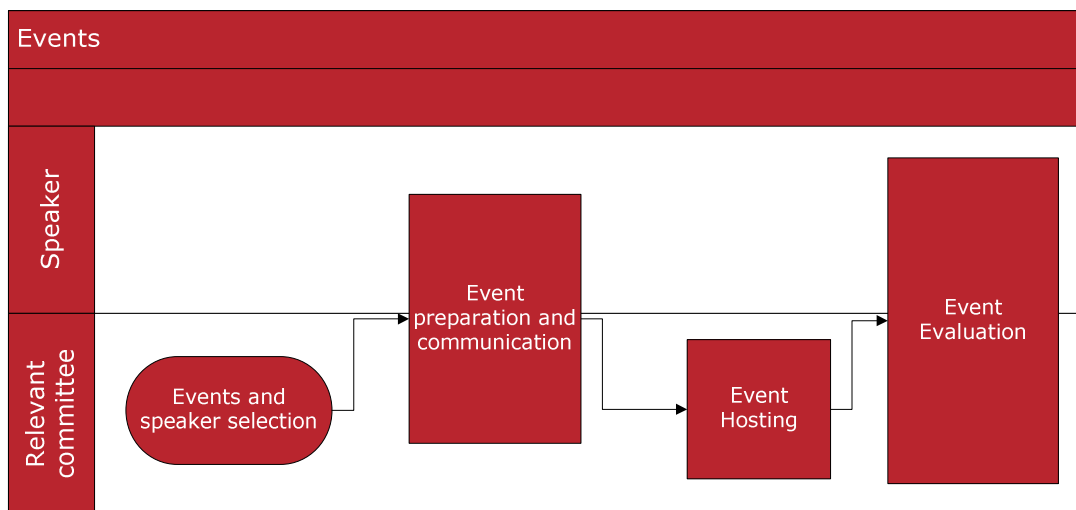 Events
Speaker
Relevant
committee
Events and
speaker selection
Event
preparation and
communication
Event
Hosting
Event
Evaluation